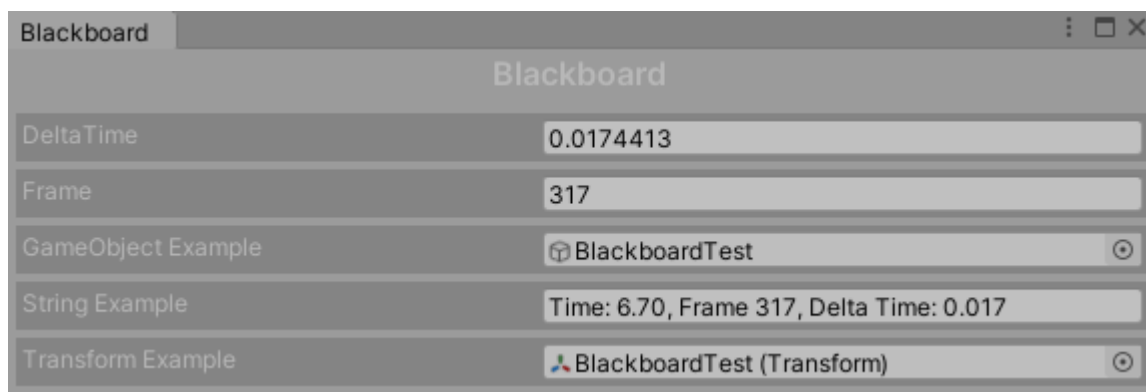 Blackboard
Blackboard
DeltaTime 0.0174413
Frame 317
GameObject Example BlackboardTest
String Example Time: 6.70, Frame 317, Delta Time: 0.017
Transform Example BlackboardTest (Transform)